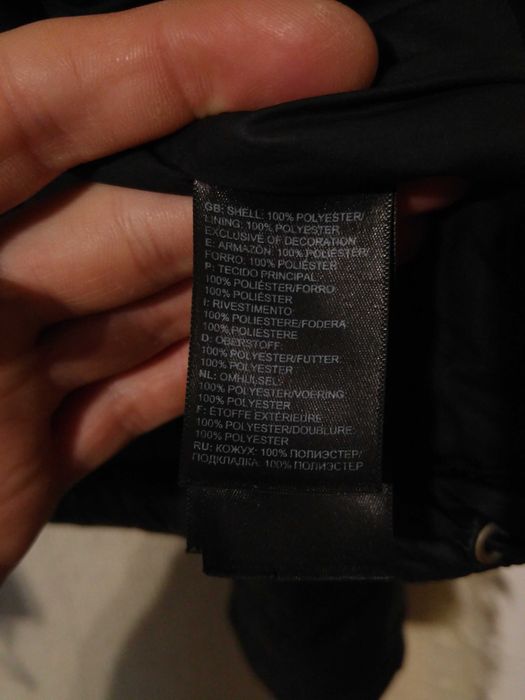 GB: SHELL: 100% POLYESTER/
LINING: 100% POLYESTER
EXCLUSIVE OF DECORATION
E: ARMAZON: 100% POLIÉSTER/
FORRO: 100% POLIÉSTER
P: TECIDO PRINCIPAL:
100% POLIÉSTER/FORRO:
100% POLIÉSTER
I: RIVESTIMENTO
100% POLIESTERE/FODERA:
100% POLIESTERE
D: OBERSTOFF:
100% POLYESTER/FUTTER:
100% POLYESTER
NL: OMHULSEL:
100% POLYESTER/VOERING:
100% POLYESTER
F: ÉTOFFE EXTÉRIEURE:
100% POLYESTER/DOUBLURE:
100% POLYESTER
RU: КОЖУХ: 100% ПОЛИЭСТЕР/
ПОДКЛАДКА: 100% ПОЛИЭСТЕР